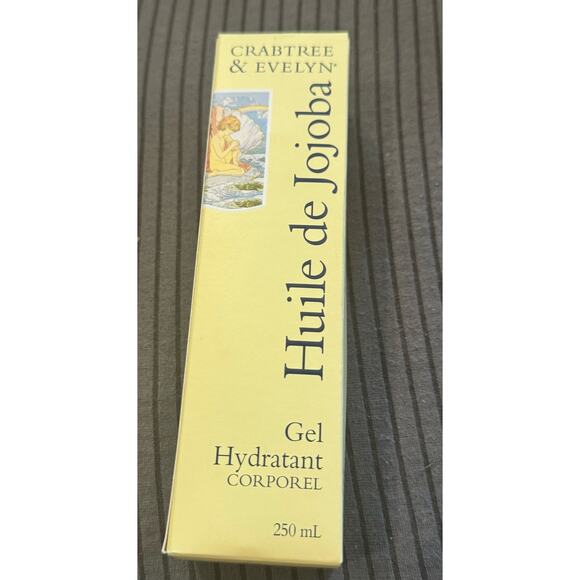 CRABTREE
& EVELYN®
Huile de Jojoba
Gel
Hydratant
CORPOREL
250 mL